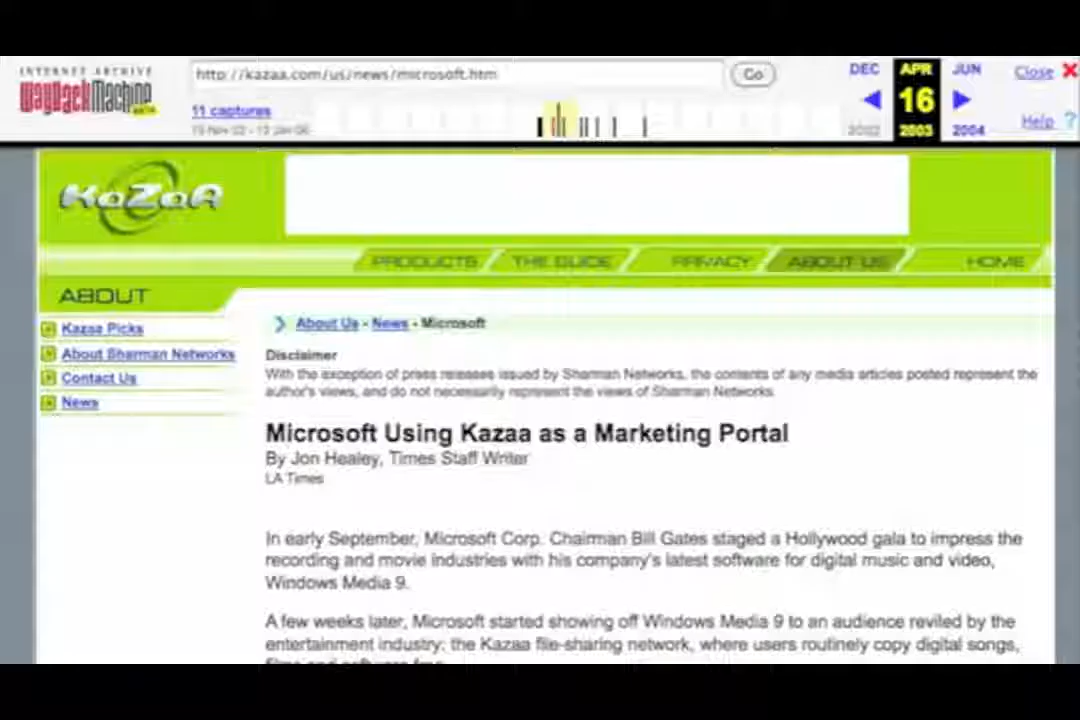 INTERNET ARCHIVE
WayBackMachine
BETA
http://kazaa.com/us/news/microsoft.htm
Go
DEC
APR
JUN
Close
11 captures
16
Help ?
2002
2003
2004
KaZaA
PRODUCTS
THE GUIDE
PRIVACY
ABOUT US
HOME
ABOUT
Kazaa Picks
About Sharman Networks
Contact Us
News
About Us - News - Microsoft
Disclaimer
With the exception of press releases issued by Sharman Networks, the contents of any media articles posted represent the
author's views, and do not necessarily represent the views of Sharman Networks.
Microsoft Using Kazaa as a Marketing Portal
By Jon Healey, Times Staff Writer
LA Times
In early September, Microsoft Corp. Chairman Bill Gates staged a Hollywood gala to impress the
recording and movie industries with his company's latest software for digital music and video,
Windows Media 9.
A few weeks later, Microsoft started showing off Windows Media 9 to an audience reviled by the
entertainment industry: the Kazaa file-sharing network, where users routinely copy digital songs,